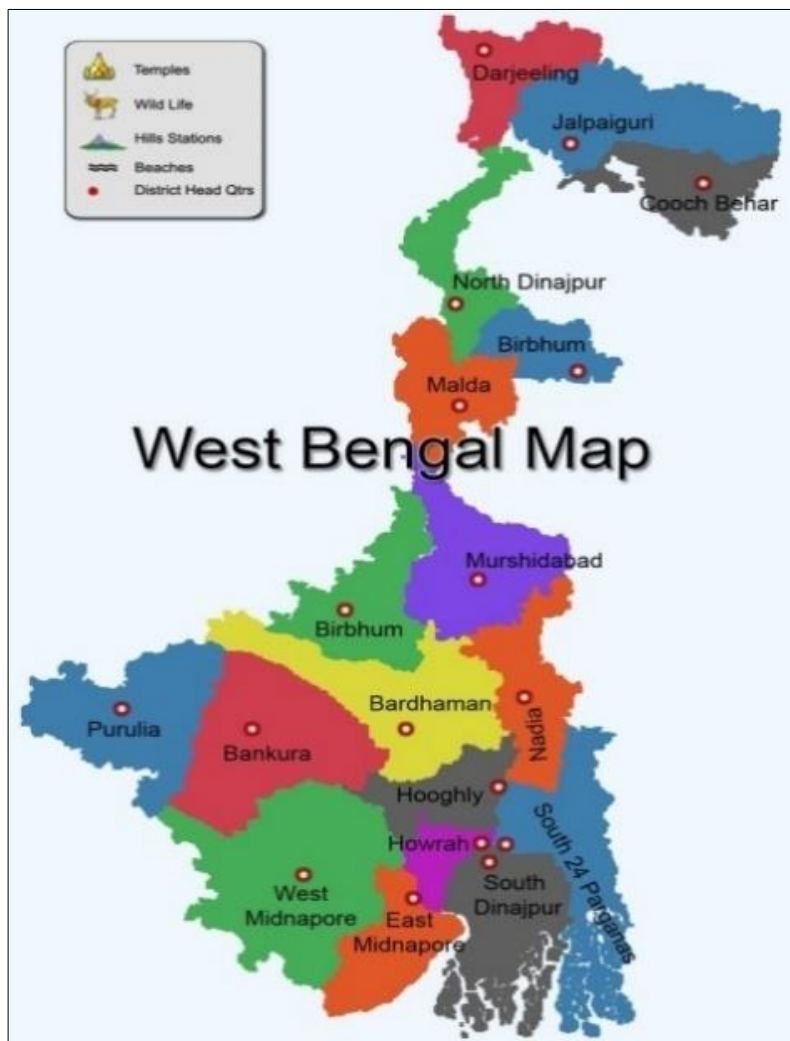 Temples
Wild Life
Hills Stations
Beaches
District Head Qtrs
Darjeeling
Jalpaiguri
Cooch Behar
North Dinajpur
Birbhum
Malda
West Bengal Map
Murshidabad
Birbhum
Bardhaman
Purulia
Bankura
Nadia
Hooghly
Howrah
South 24 Parganas
South
Dinajpur
West
Midnapore
East
Midnapore